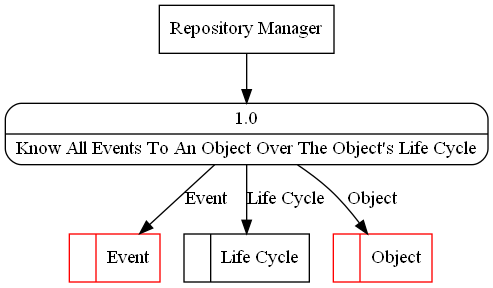 Repository Manager
1.0
Know All Events To An Object Over The Object's Life Cycle
Event
Life Cycle
Object
Event
Life Cycle
Object